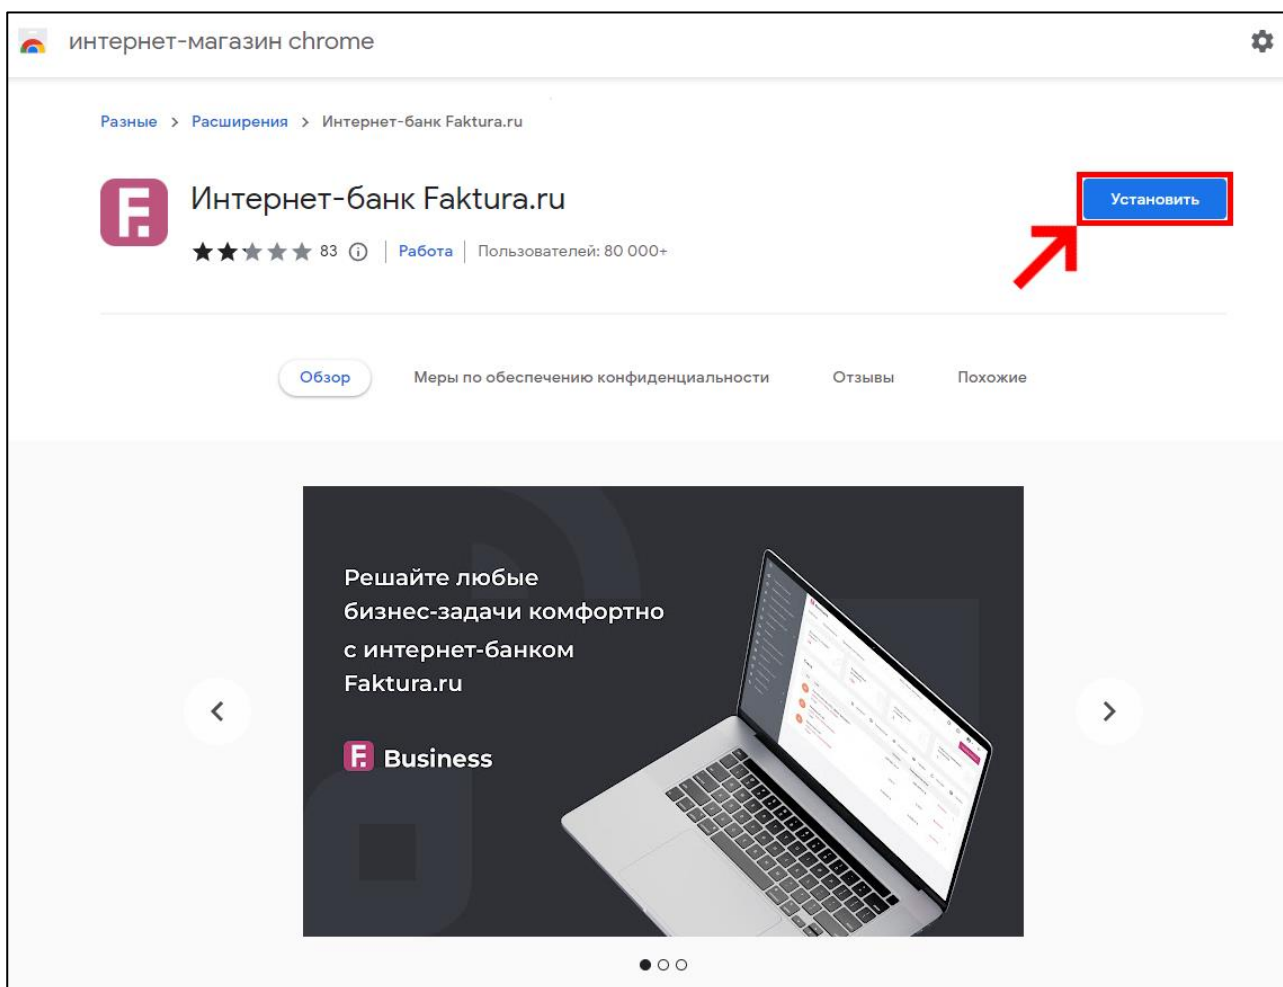 интернет-магазин chrome
Разные > Расширения > Интернет-банк Faktura.ru
Интернет-банк Faktura.ru
Установить
83 | Работа | Пользователей: 80 000+
Обзор Меры по обеспечению конфиденциальности Отзывы Похожие
Решайте любые
бизнес-задачи комфортно
с интернет-банком
Faktura.ru
F. Business